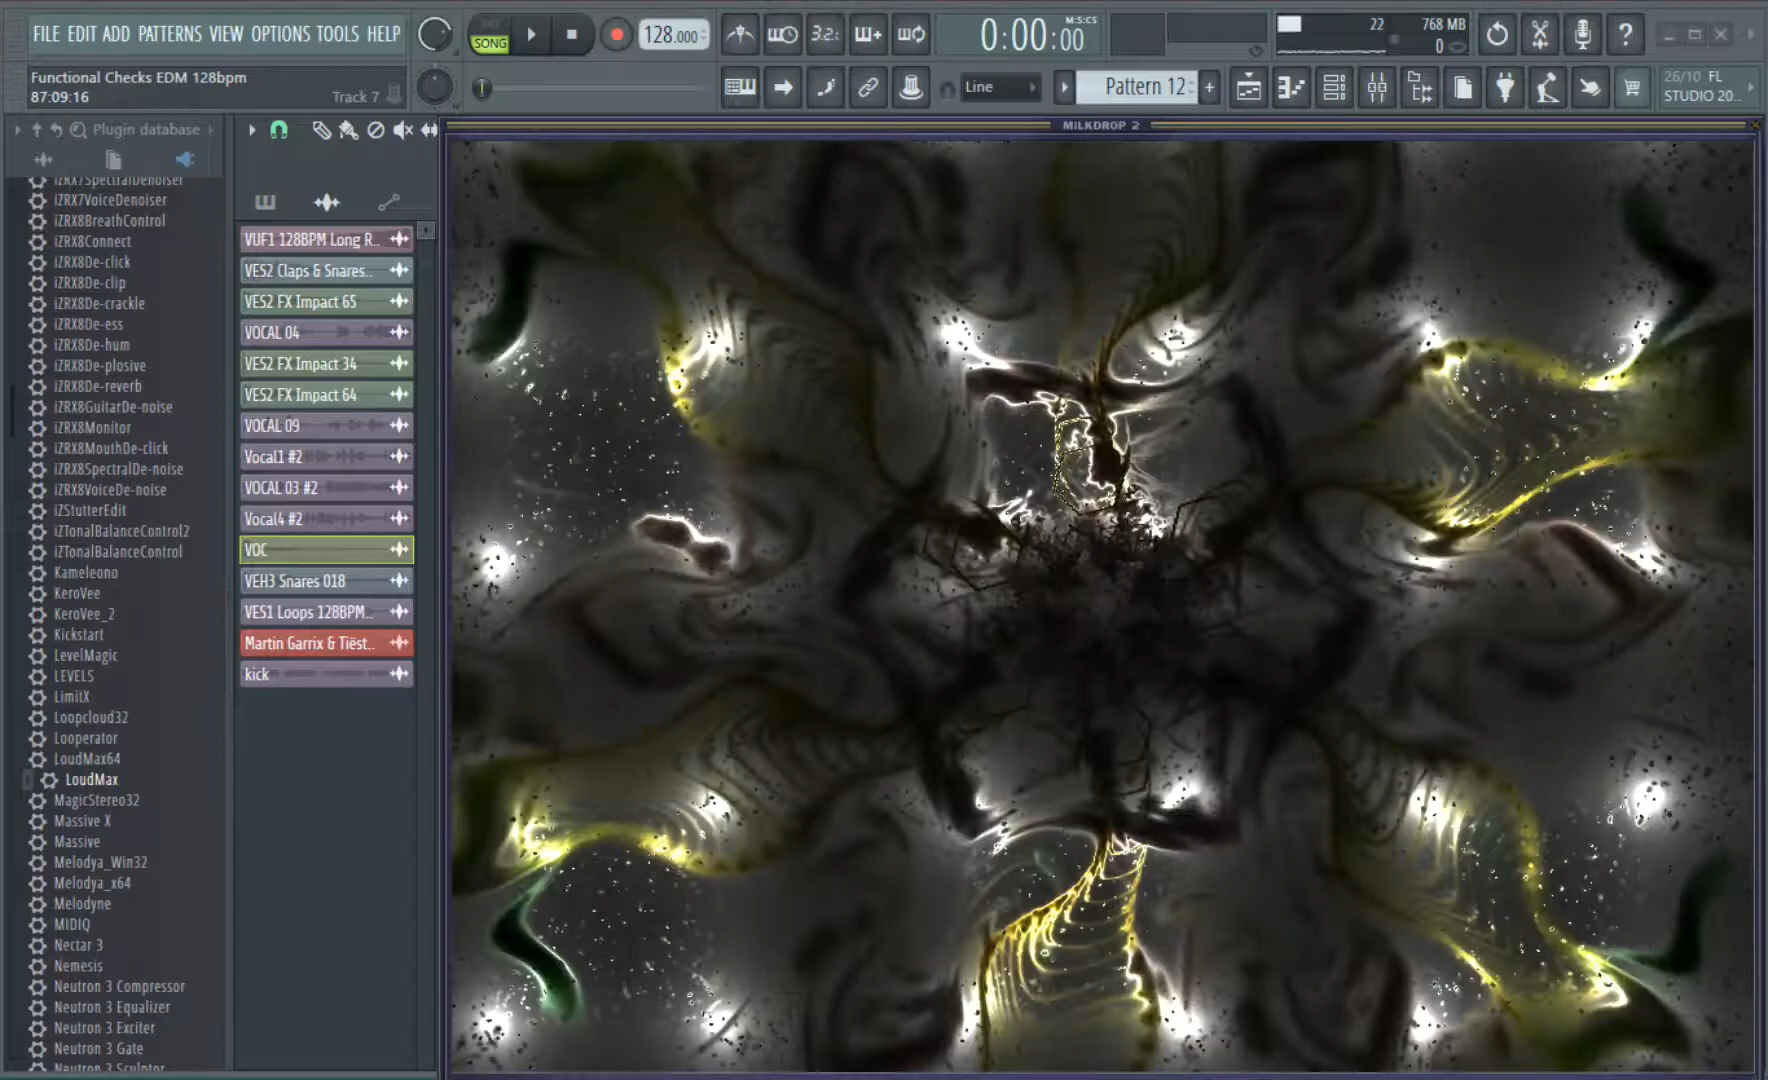 FILE EDIT ADD PATTERNS VIEW OPTIONS TOOLS HELP
SONG
128.000
3.2.
M:S:CS
0:00:00
22
768 MB
0
?
Functional Checks EDM 128bpm
87:09:16
Track 7
Line
Pattern 12
+
26/10 FL
STUDIO 20...
Plugin database
MILKDROP 2
iZRX7SpectralDenoiser
iZRX7VoiceDenoiser
iZRX8BreathControl
iZRX8Connect
iZRX8De-click
iZRX8De-clip
iZRX8De-crackle
iZRX8De-ess
iZRX8De-hum
iZRX8De-plosive
iZRX8De-reverb
iZRX8GuitarDe-noise
iZRX8Monitor
iZRX8MouthDe-click
iZRX8SpectralDe-noise
iZRX8VoiceDe-noise
iZStutterEdit
iZTonalBalanceControl2
iZTonalBalanceControl
Kameleono
KeroVee
KeroVee_2
Kickstart
LevelMagic
LEVELS
LimitX
Loopcloud32
Looperator
LoudMax64
LoudMax
MagicStereo32
Massive X
Massive
Melodya_Win32
Melodya_x64
Melodyne
MIDIQ
Nectar 3
Nemesis
Neutron 3 Compressor
Neutron 3 Equalizer
Neutron 3 Exciter
Neutron 3 Gate
Neutron 3 Sculptor
VUF1 128BPM Long R..
VES2 Claps & Snares..
VES2 FX Impact 65
VOCAL 04
VES2 FX Impact 34
VES2 FX Impact 64
VOCAL 09
Vocal1 #2
VOCAL 03 #2
Vocal4 #2
VOC
VEH3 Snares 018
VES1 Loops 128BPM..
Martin Garrix & Tiëst..
kick